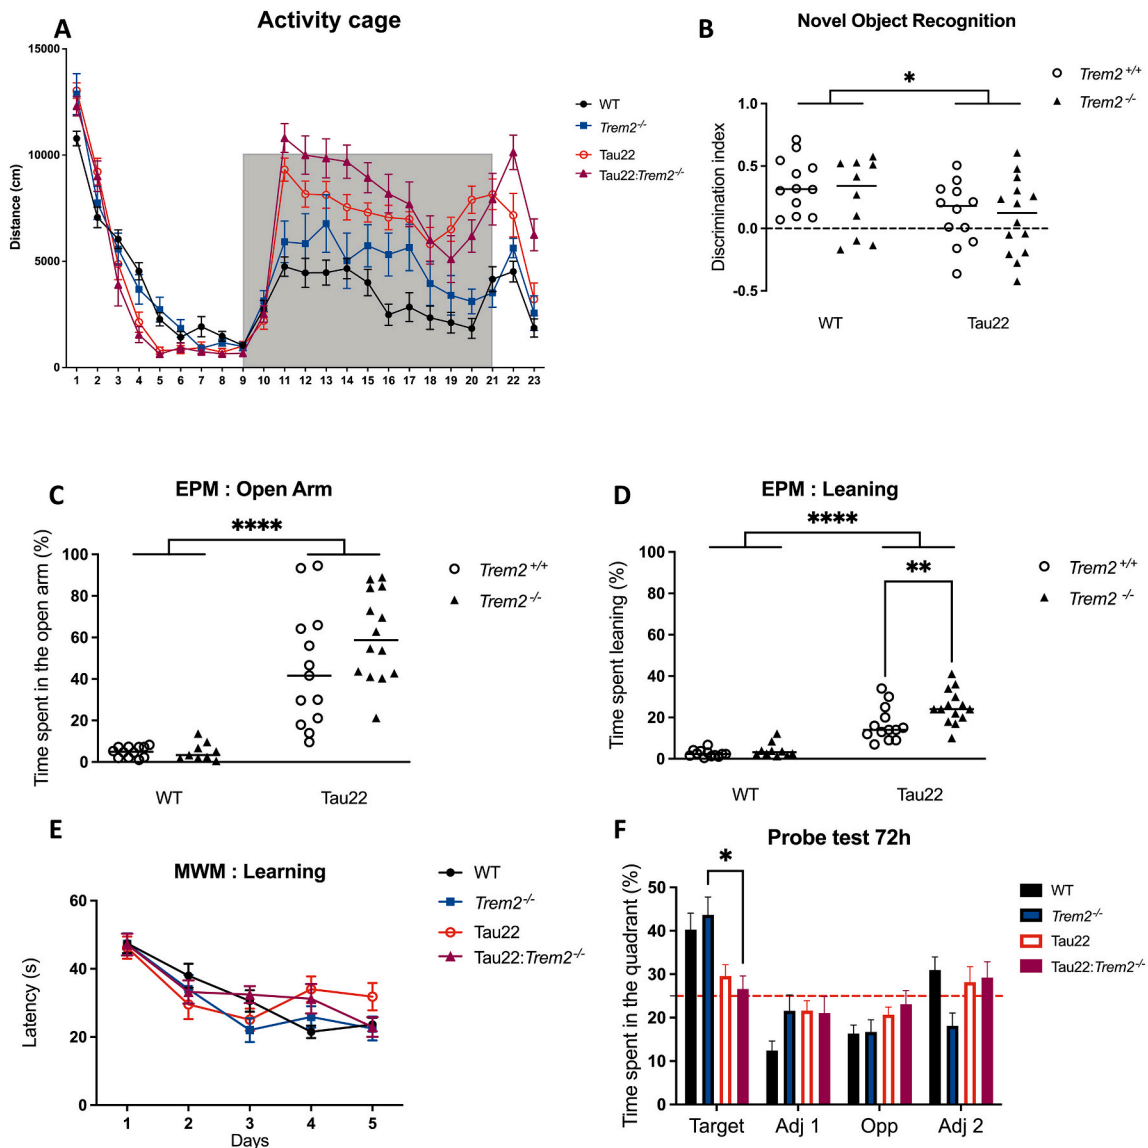 A
Activity cage
15000
10000
5000
0
Distance (cm)
1 2 3 4 5 6 7 8 9 10 11 12 13 14 15 16 17 18 19 20 21 22 23
WT
Trem2-/-
Tau22
Tau22:Trem2-/-
B
Novel Object Recognition
*
Trem2+/+
Trem2-/-
Discrimination index
1.0
0.5
0.0
-0.5
WT Tau22
C
EPM : Open Arm
****
Time spent in the open arm (%)
100
80
60
40
20
0
WT Tau22
Trem2+/+
Trem2-/-
D
EPM : Leaning
****
**
Time spent leaning (%)
100
80
60
40
20
0
WT Tau22
Trem2+/+
Trem2-/-
E
MWM : Learning
Latency (s)
60
40
20
0
1 2 3 4 5
Days
WT
Trem2-/-
Tau22
Tau22:Trem2-/-
F
Probe test 72h
*
Time spent in the quadrant (%)
50
40
30
20
10
0
Target Adj 1 Opp Adj 2
WT
Trem2-/-
Tau22
Tau22:Trem2-/-